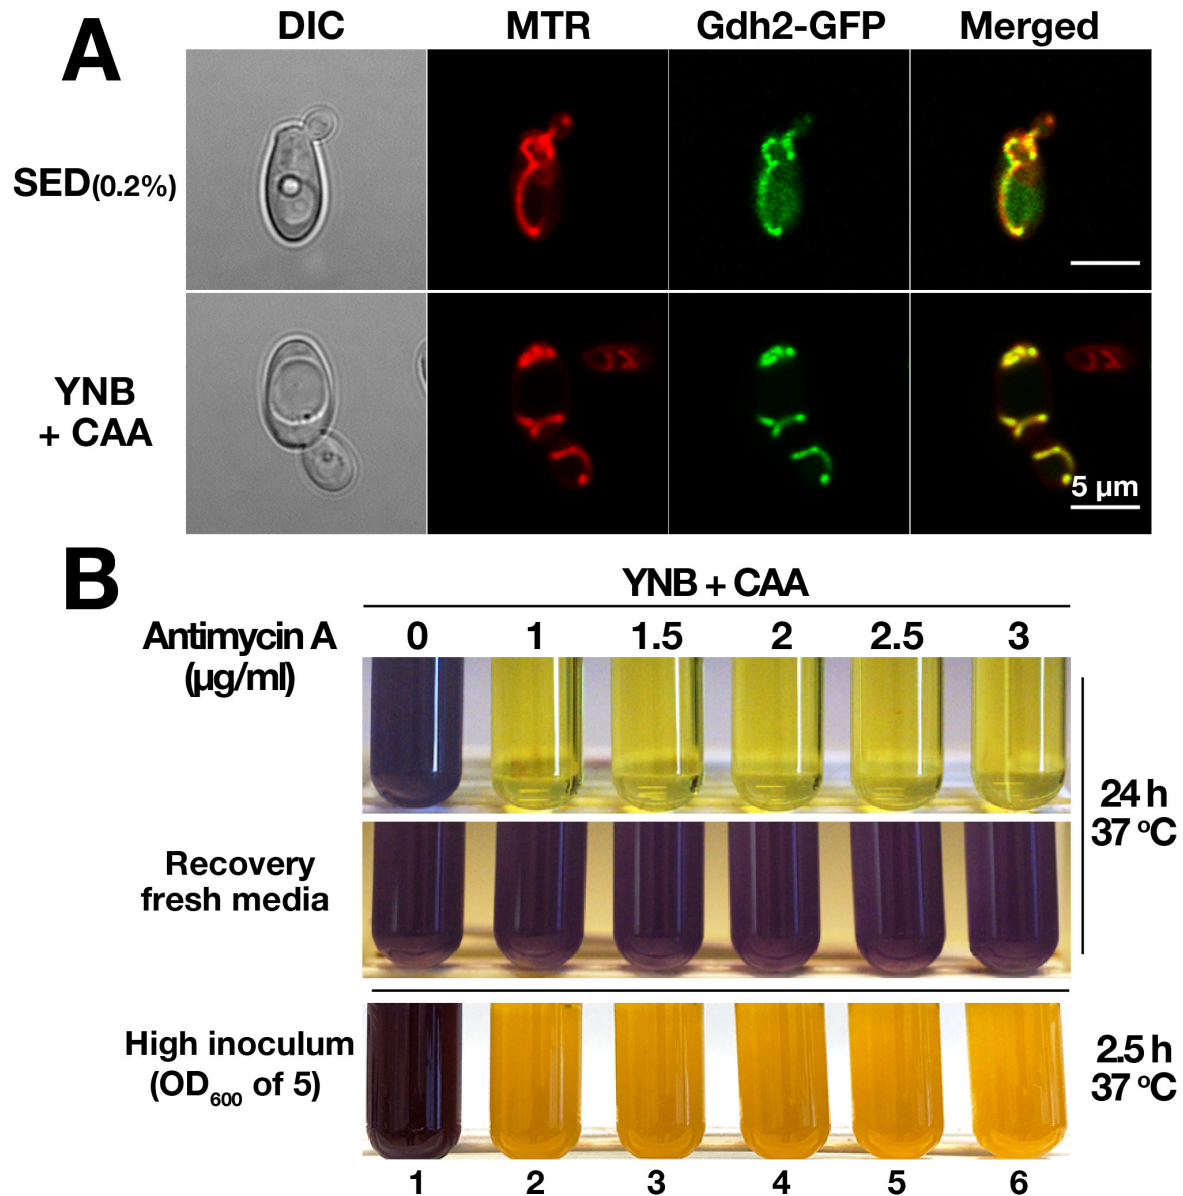 A
DIC MTR Gdh2-GFP Merged
SED(0.2%)
YNB
+ CAA
5 µm
B
YNB + CAA
Antimycin A
(µg/ml)
0 1 1.5 2 2.5 3
24 h
37 ºC
Recovery
fresh media
High inoculum
(OD600 of 5)
2.5 h
37 ºC
1 2 3 4 5 6